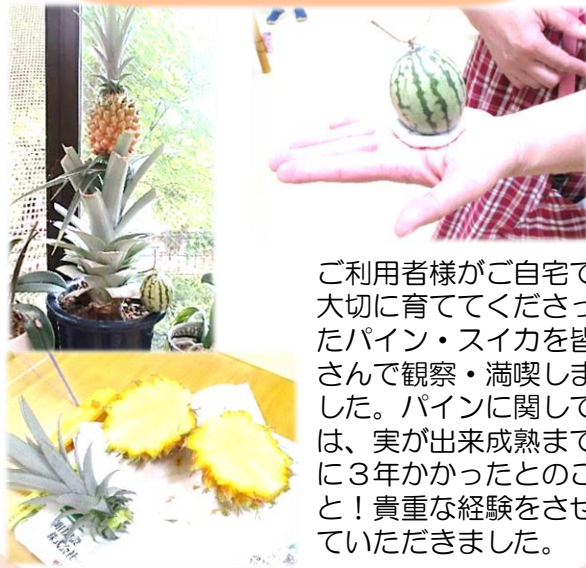 ご利用者様がご自宅で
大切に育ててくださっ
たパイン・スイカを皆
さんで観察・満喫しま
した。パインに関して
は、実が出来成熟まで
に３年かかったとのこ
と！貴重な経験をさせ
ていただきました。
株式会社